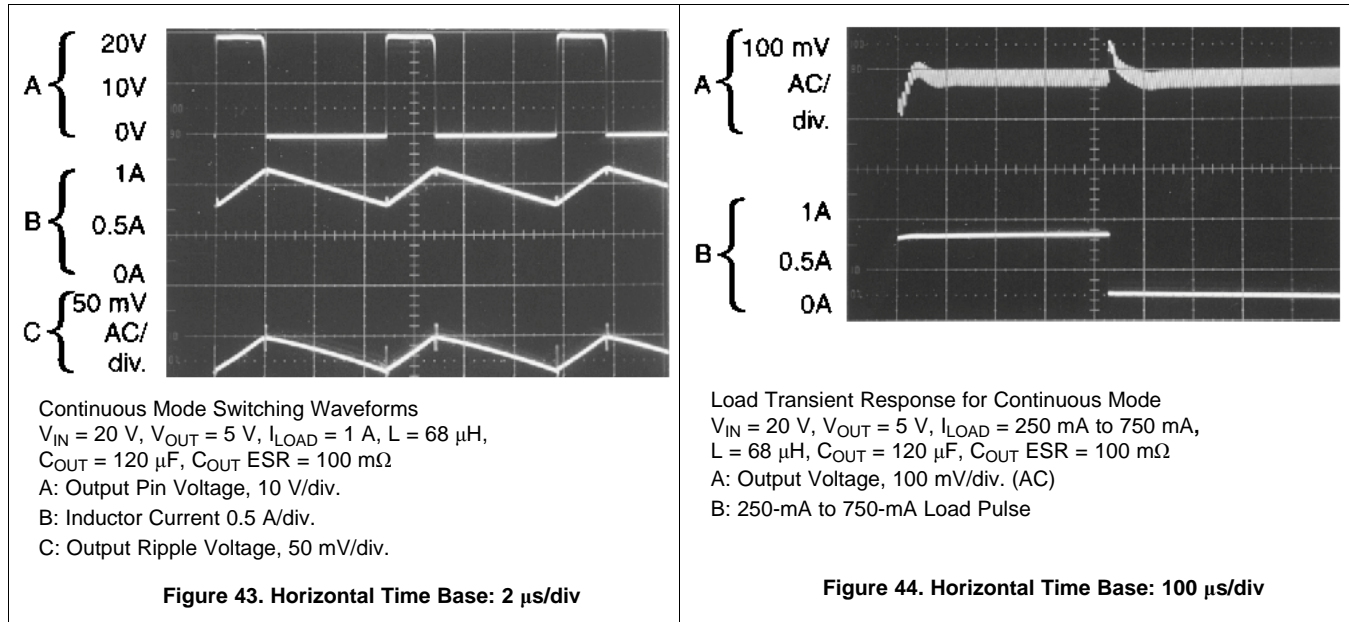 A
20V
10V
0V
B
1A
0.5A
0A
C
50 mV
AC/
div.
Continuous Mode Switching Waveforms
V_IN = 20 V, V_OUT = 5 V, I_LOAD = 1 A, L = 68 μH,
C_OUT = 120 μF, C_OUT ESR = 100 mΩ
A: Output Pin Voltage, 10 V/div.
B: Inductor Current 0.5 A/div.
C: Output Ripple Voltage, 50 mV/div.
Figure 43. Horizontal Time Base: 2 μs/div
A
100 mV
AC/
div.
B
1A
0.5A
0A
Load Transient Response for Continuous Mode
V_IN = 20 V, V_OUT = 5 V, I_LOAD = 250 mA to 750 mA,
L = 68 μH, C_OUT = 120 μF, C_OUT ESR = 100 mΩ
A: Output Voltage, 100 mV/div. (AC)
B: 250-mA to 750-mA Load Pulse
Figure 44. Horizontal Time Base: 100 μs/div